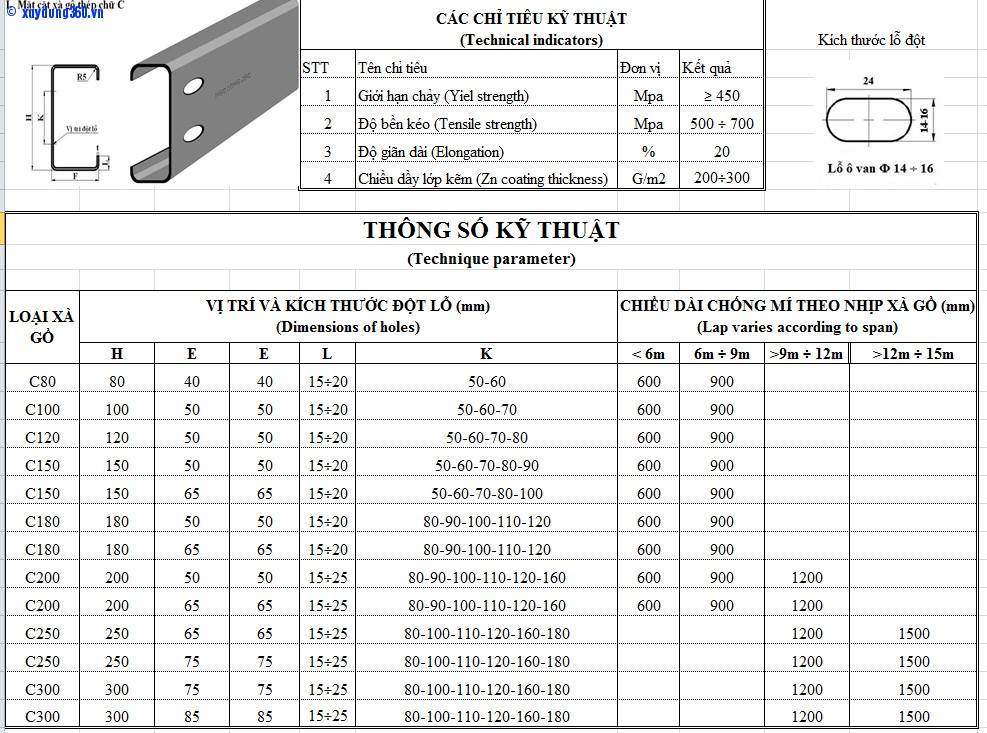 1. Mặt cắt xà gồ thép chữ C
© xaydung360.vn
R5
H
K
Vị trí đột lỗ
t
L
F
CÁC CHỈ TIÊU KỸ THUẬT
(Technical indicators)
STT Tên chỉ tiêu Đơn vị Kết quả
1 Giới hạn chảy (Yiel strength) Mpa ≥ 450
2 Độ bền kéo (Tensile strength) Mpa 500 ÷ 700
3 Độ giãn dài (Elongation) % 20
4 Chiều dầy lớp kẽm (Zn coating thickness) G/m2 200÷300
Kích thước lỗ đột
24
14-16
Lỗ ô van Φ 14 ÷ 16
THÔNG SỐ KỸ THUẬT
(Technique parameter)
LOẠI XÀ GỒ
VỊ TRÍ VÀ KÍCH THƯỚC ĐỘT LỖ (mm)
(Dimensions of holes)
CHIỀU DÀI CHỐNG MÍ THEO NHỊP XÀ GỒ (mm)
(Lap varies according to span)
H E E L K < 6m 6m ÷ 9m >9m ÷ 12m >12m ÷ 15m
C80 80 40 40 15÷20 50-60 600 900
C100 100 50 50 15÷20 50-60-70 600 900
C120 120 50 50 15÷20 50-60-70-80 600 900
C150 150 50 50 15÷20 50-60-70-80-90 600 900
C150 150 65 65 15÷20 50-60-70-80-100 600 900
C180 180 50 50 15÷20 80-90-100-110-120 600 900
C180 180 65 65 15÷20 80-90-100-110-120 600 900
C200 200 50 50 15÷25 80-90-100-110-120-160 600 900 1200
C200 200 65 65 15÷25 80-90-100-110-120-160 600 900 1200
C250 250 65 65 15÷25 80-100-110-120-160-180 1200 1500
C250 250 75 75 15÷25 80-100-110-120-160-180 1200 1500
C300 300 75 75 15÷25 80-100-110-120-160-180 1200 1500
C300 300 85 85 15÷25 80-100-110-120-160-180 1200 1500